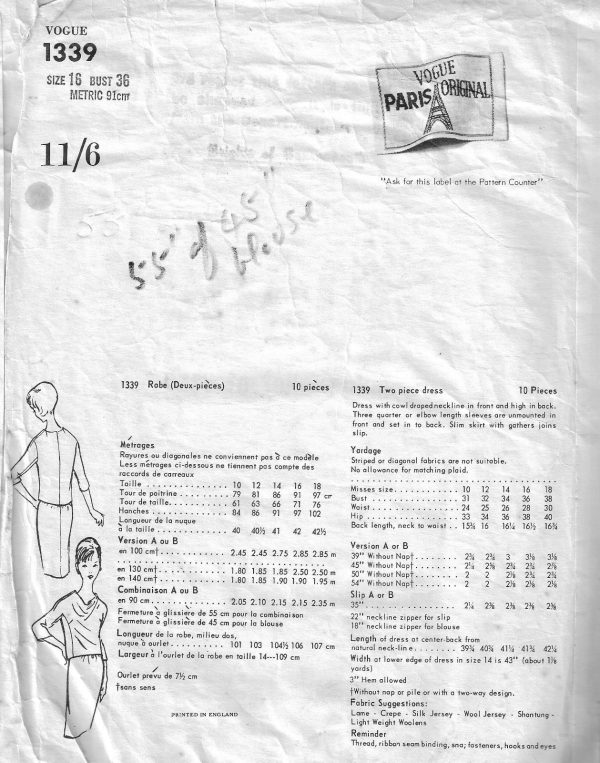 VOGUE
1339
SIZE 16 BUST 36
METRIC 91cm
11/6
VOGUE
PARIS ORIGINAL
"Ask for this label at the Pattern Counter"
55
55" of 45"
blouse
1339 Robe (Deux-pièces) 10 pièces
Métrages
Rayures ou diagonales ne conviennent pas à ce modèle
Less métrages ci-dessous ne tiennent pas compte des
raccords de carreaux
Taille 10 12 14 16 18
Tour de poitrine 79 81 86 91 97 cm
Tour de taille 61 63 66 71 76
Hanches 84 86 91 97 102
Longueur de la nuque
à la taille 40 40½ 41 42 42½
Version A ou B
en 100 cm† 2.45 2.45 2.75 2.85 2.85 m
en 130 cm† 1.80 1.85 1.85 2.50 2.50 m
en 140 cm† 1.80 1.85 1.90 1.90 1.95 m
Combinaison A ou B
en 90 cm 2.05 2.10 2.15 2.15 2.35 m
Fermeture à glissière de 55 cm pour la combinaison
Fermeture à glissière de 45 cm pour la blouse
Longueur de la robe, milieu dos,
nuque à ourlet 101 103 104½ 106 107 cm
Largeur à l'ourlet de la robe en taille 14---109 cm
Ourlet prevu de 7½ cm
†sans sens
PRINTED IN ENGLAND
1339 Two piece dress 10 Pieces
Dress with cowl draped neckline in front and high in back.
Three quarter or elbow length sleeves are unmounted in
front and set in to back. Slim skirt with gathers joins
slip.
Yardage
Striped or diagonal fabrics are not suitable.
No allowance for matching plaid.
Misses size 10 12 14 16 18
Bust 31 32 34 36 38
Waist 24 25 26 28 30
Hip 33 34 36 38 40
Back length, neck to waist 15¾ 16 16¼ 16½ 16¾
Version A or B
39" Without Nap† 2¾ 2¾ 3 3⅛ 3⅛
45" Without Nap† 2¼ 2⅜ 2¾ 2¾ 2⅞
50" Without Nap† 2 2 2⅛ 2¾ 2¾
54" Without Nap† 2 2 2⅛ 2⅛ 2⅛
Slip A or B
35" 2¼ 2⅜ 2⅜ 2⅜ 2⅝
22" neckline zipper for slip
18" neckline zipper for blouse
Length of dress at center-back from
natural neck-line 39¾ 40¾ 41¼ 41¾ 42¼
Width at lower edge of dress in size 14 is 43" (about 1⅛
yards)
3" Hem allowed
†Without nap or pile or with a two-way design.
Fabric Suggestions:
Lame - Crepe - Silk Jersey - Wool Jersey - Shantung -
Light Weight Woolens
Reminder
Thread, ribbon seam binding, snap fasteners, hooks and eyes